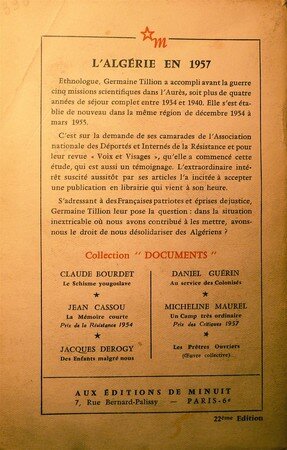 m
L'ALGÉRIE EN 1957
Ethnologue, Germaine Tillion a accompli avant la guerre
cinq missions scientifiques dans l'Aurès, soit plus de quatre
années de séjour complet entre 1934 et 1940. Elle s'est éta-
blie de nouveau dans la même région de décembre 1954 à
mars 1955.
C'est sur la demande de ses camarades de l'Association
nationale des Déportés et Internés de la Résistance et pour
leur revue « Voix et Visages », qu'elle a commencé cette
étude, qui est aussi un témoignage. L'extraordinaire inté-
rêt suscité aussitôt par ses articles l'a incitée à accepter
une publication en librairie qui vient à son heure.
S'adressant à des Françaises patriotes et éprises de justice,
Germaine Tillion leur pose la question : dans la situation
inextricable où nous avons contribué à les mettre, avons-
nous le droit de nous désolidariser des Algériens ?
Collection " DOCUMENTS "
CLAUDE BOURDET
Le Schisme yougoslave
JEAN CASSOU
La Mémoire courte
Prix de la Résistance 1954
JACQUES DEROGY
Des Enfants malgré nous
DANIEL GUÉRIN
Au service des Colonisés
MICHELINE MAUREL
Un Camp très ordinaire
Prix des Critiques 1957
Les Prêtres Ouvriers
(Œuvre collective)...
AUX ÉDITIONS DE MINUIT
7, Rue Bernard-Palissy — PARIS-6e
22ème Edition